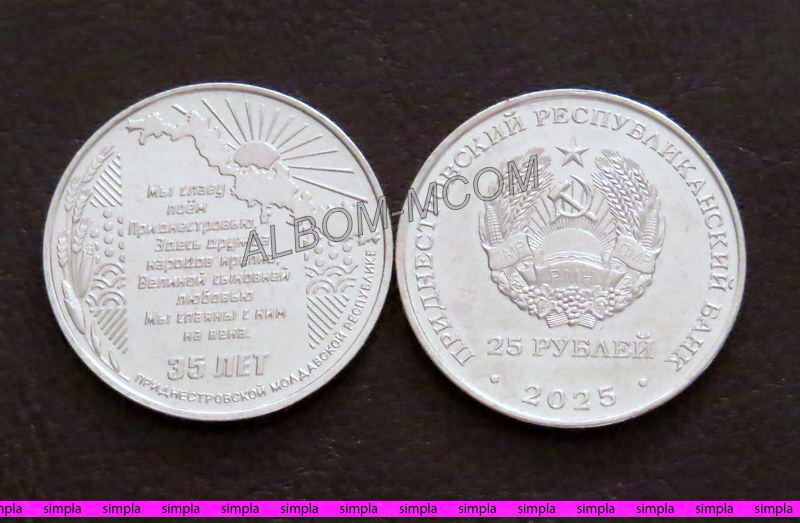 Мы славу
поём
Приднестровью,
Здесь дружба
народов крепка,
Великой сыновней
любовью
Мы спаяны с ним
на века.
35 ЛЕТ
ПРИДНЕСТРОВСКОЙ МОЛДАВСКОЙ РЕСПУБЛИКЕ
ПРИДНЕСТРОВСКИЙ РЕСПУБЛИКАНСКИЙ БАНК
РМН
25 РУБЛЕЙ
• 2025 •
ALBOM-MCOM
simpla simpla simpla simpla simpla simpla simpla simpla simpla simpla simpla simpla simpla